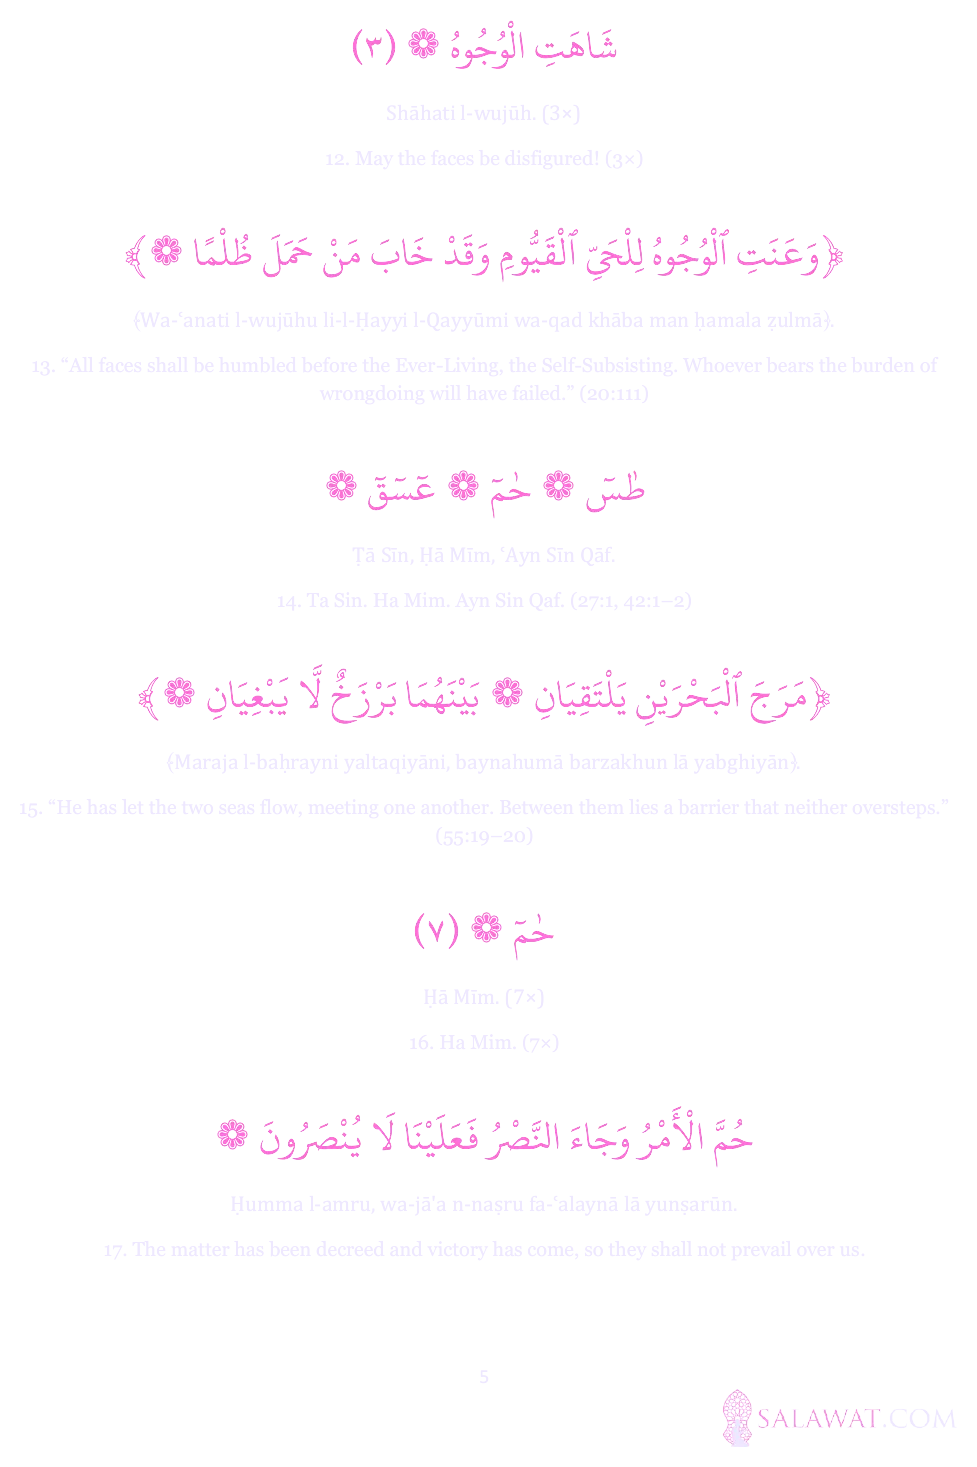 شَاهَتِ الْوُجُوهُ ❁ (٣)
Shāhati l-wujūh. (3×)
12. May the faces be disfigured! (3×)
﴿وَعَنَتِ ٱلْوُجُوهُ لِلْحَيِّ ٱلْقَيُّومِ وَقَدْ خَابَ مَنْ حَمَلَ ظُلْمًا ❁﴾
﴾Wa-ʿanati l-wujūhu li-l-Ḥayyi l-Qayyūmi wa-qad khāba man ḥamala ẓulmā﴿.
13. “All faces shall be humbled before the Ever-Living, the Self-Subsisting. Whoever bears the burden of
wrongdoing will have failed.” (20:111)
طٰسٓ ❁ حٰمٓ ❁ عٓسٓقٓ ❁
Ṭā Sīn, Ḥā Mīm, ʿAyn Sīn Qāf.
14. Ta Sin. Ha Mim. Ayn Sin Qaf. (27:1, 42:1–2)
﴿مَرَجَ ٱلْبَحْرَيْنِ يَلْتَقِيَانِ ❁ بَيْنَهُمَا بَرْزَخٌ لَّا يَبْغِيَانِ ❁﴾
﴾Maraja l-baḥrayni yaltaqiyāni, baynahumā barzakhun lā yabghiyān﴿.
15. “He has let the two seas flow, meeting one another. Between them lies a barrier that neither oversteps.”
(55:19–20)
حٰمٓ ❁ (٧)
Ḥā Mīm. (7×)
16. Ha Mim. (7×)
حُمَّ الْأَمْرُ وَجَاءَ النَّصْرُ فَعَلَيْنَا لَا يُنْصَرُونَ ❁
Ḥumma l-amru, wa-jāʾa n-naṣru fa-ʿalaynā lā yunṣarūn.
17. The matter has been decreed and victory has come, so they shall not prevail over us.
5
SALAWAT.COM